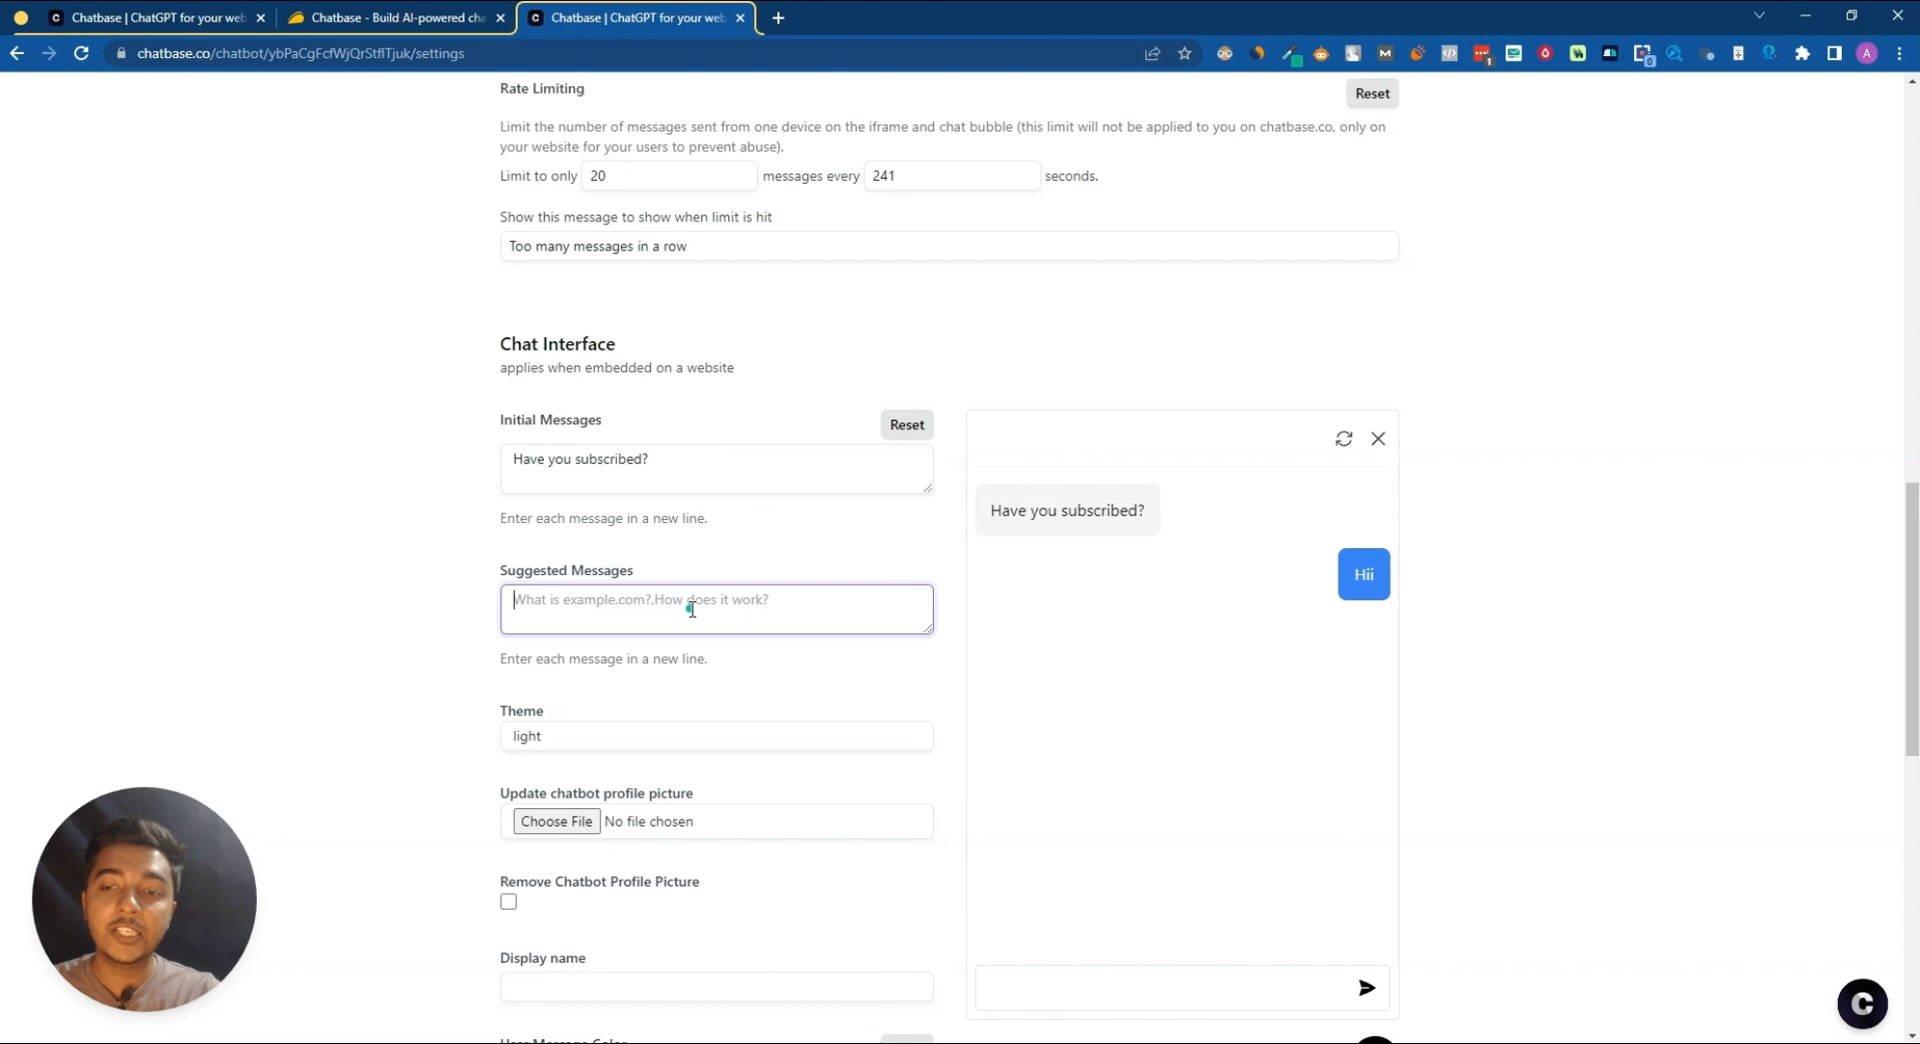 Chatbase | ChatGPT for your web
Chatbase - Build AI-powered cha
Chatbase | ChatGPT for your web
chatbase.co/chatbot/ybPaCgFcfWjQrStflTjuk/settings
M
1
0
A
Rate Limiting
Reset
Limit the number of messages sent from one device on the iframe and chat bubble (this limit will not be applied to you on chatbase.co, only on
your website for your users to prevent abuse).
Limit to only 20 messages every 241 seconds.
Show this message to show when limit is hit
Too many messages in a row
Chat Interface
applies when embedded on a website
Initial Messages
Reset
Have you subscribed?
Enter each message in a new line.
Suggested Messages
What is example.com?,How does it work?
Enter each message in a new line.
Theme
light
Update chatbot profile picture
Choose File No file chosen
Remove Chatbot Profile Picture
Display name
User Message Color
Have you subscribed?
Hii